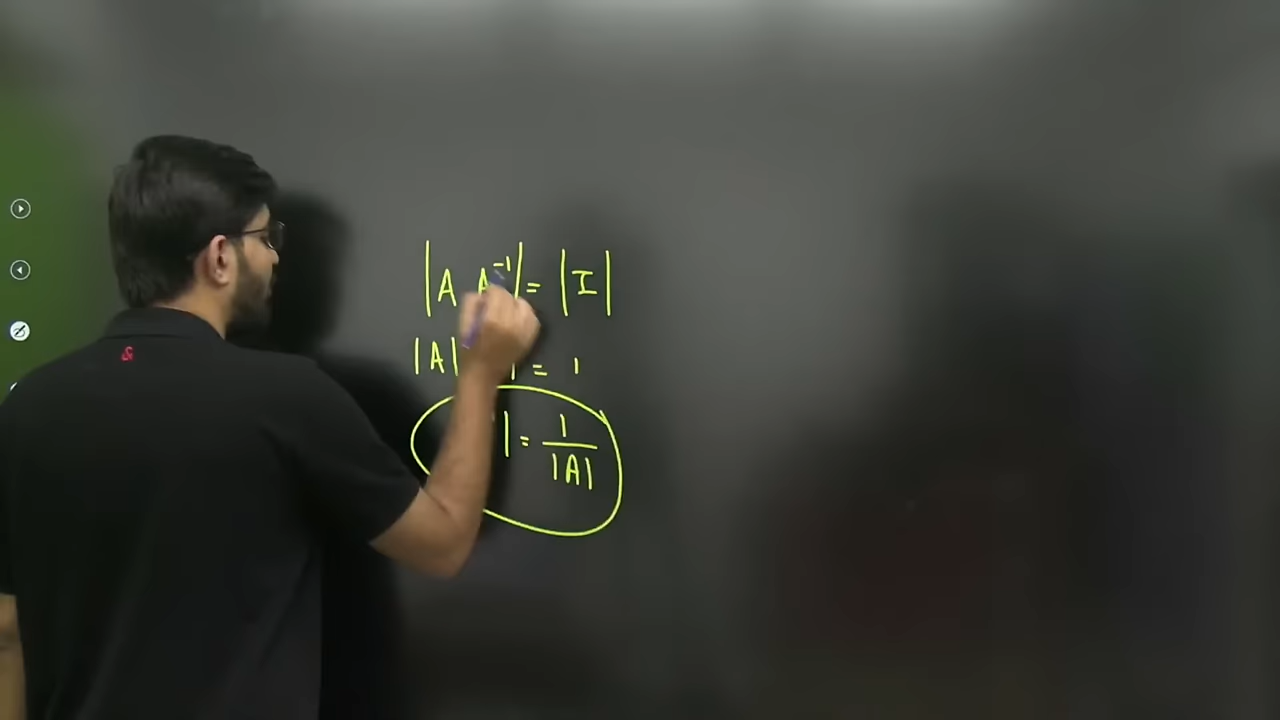 |A A⁻¹| = |I|
|A| | = 1
| = 1/|A|